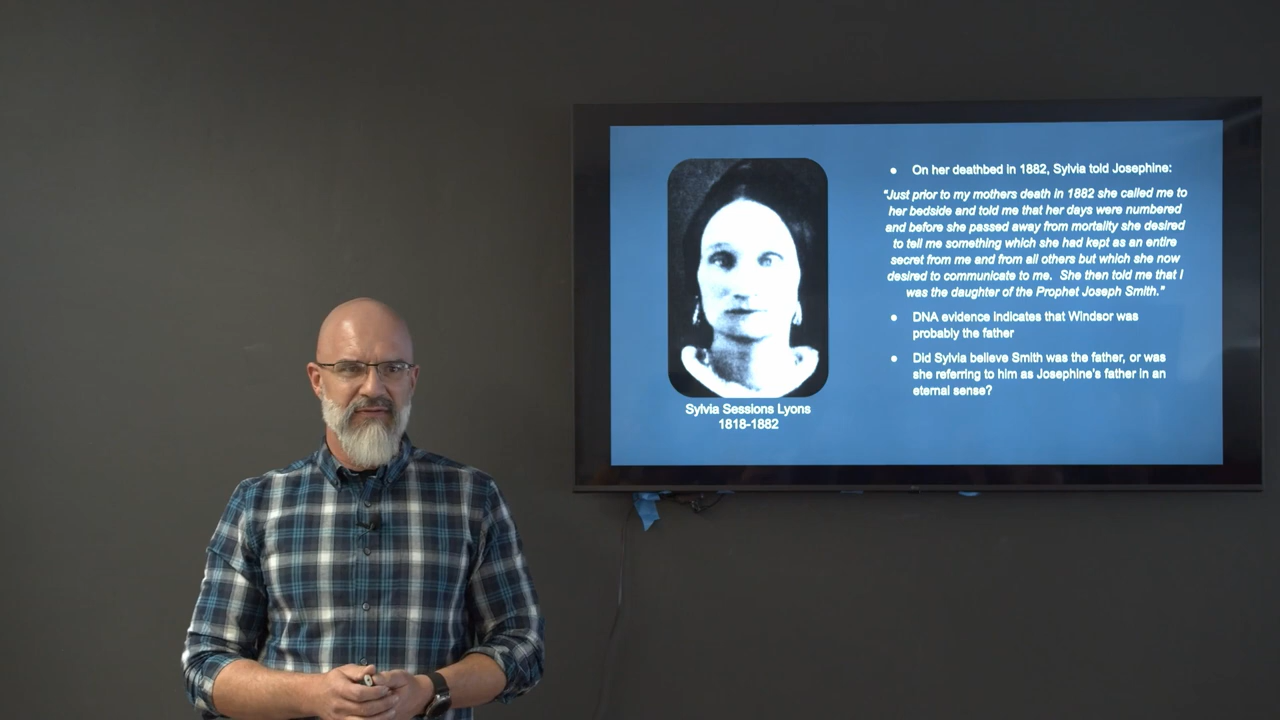 On her deathbed in 1882, Sylvia told Josephine:
“Just prior to my mothers death in 1882 she called me to
her bedside and told me that her days were numbered
and before she passed away from mortality she desired
to tell me something which she had kept as an entire
secret from me and from all others but which she now
desired to communicate to me.  She then told me that I
was the daughter of the Prophet Joseph Smith.”
DNA evidence indicates that Windsor was
probably the father
Did Sylvia believe Smith was the father, or was
she referring to him as Josephine's father in an
eternal sense?
Sylvia Sessions Lyons
1818-1882